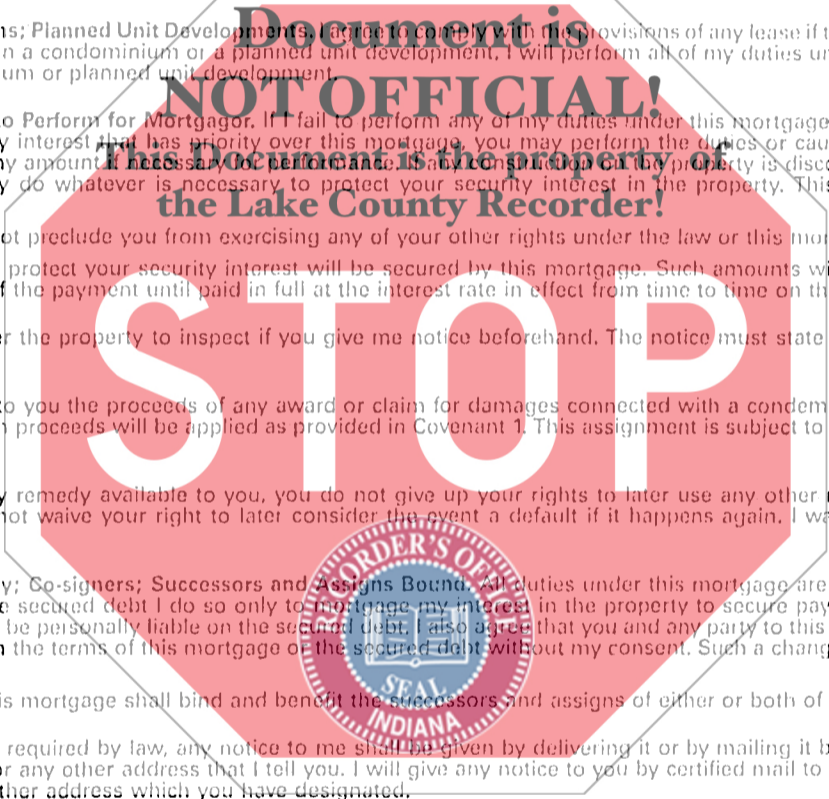 Document is
NOT OFFICIAL!
This Document is the property of
the Lake County Recorder!
STOP
RECORDER'S OFFICE
SEAL
INDIANA
ns; Planned Unit Developments. I agree to comply with the provisions of any lease if t
n a condominium or a planned unit development, I will perform all of my duties un
um or planned unit development.
o Perform for Mortgagor. If I fail to perform any of my duties under this mortgage
y interest that has priority over this mortgage, you may perform the duties or cau
y amount if necessary for performance. If any construction on the property is disco
y do whatever is necessary to protect your security interest in the property. This
ot preclude you from exercising any of your other rights under the law or this mor
protect your security interest will be secured by this mortgage. Such amounts wi
f the payment until paid in full at the interest rate in effect from time to time on th
r the property to inspect if you give me notice beforehand. The notice must state
o you the proceeds of any award or claim for damages connected with a condem
n proceeds will be applied as provided in Covenant 1. This assignment is subject to
y remedy available to you, you do not give up your rights to later use any other
not waive your right to later consider the event a default if it happens again. I wa
y; Co-signers; Successors and Assigns Bound. All duties under this mortgage are
e secured debt I do so only to mortgage my interest in the property to secure pay
be personally liable on the secured debt. I also agree that you and any party to this
n the terms of this mortgage or the secured debt without my consent. Such a chang
is mortgage shall bind and benefit the successors and assigns of either or both of
required by law, any notice to me shall be given by delivering it or by mailing it b
r any other address that I tell you. I will give any notice to you by certified mail to
ther address which you have designated.